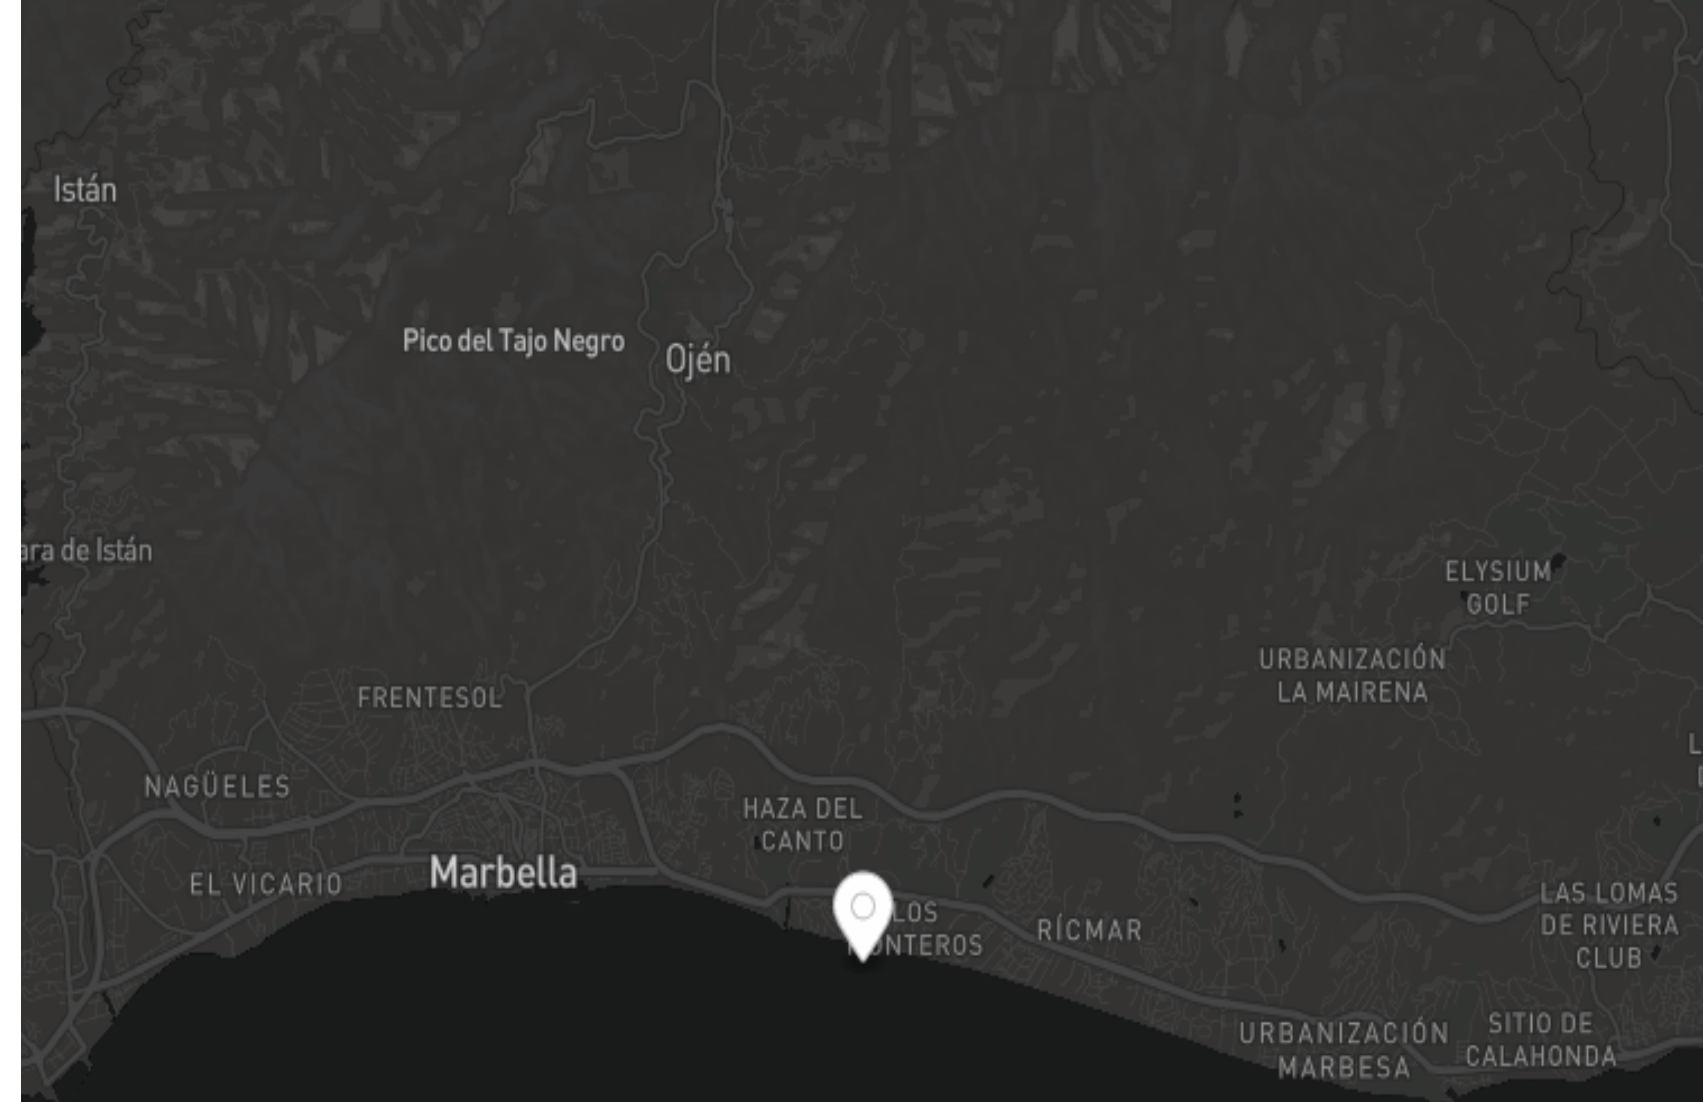 Istán
Pico del Tajo Negro
Ojén
ara de Istán
ELYSIUM
GOLF
URBANIZACIÓN
LA MAIRENA
FRENTESOL
NAGÜELES
HAZA DEL
CANTO
Marbella
EL VICARIO
LOS
MONTEROS
RÍCMAR
LAS LOMAS
DE RIVIERA
CLUB
URBANIZACIÓN
MARBESA
SITIO DE
CALAHONDA